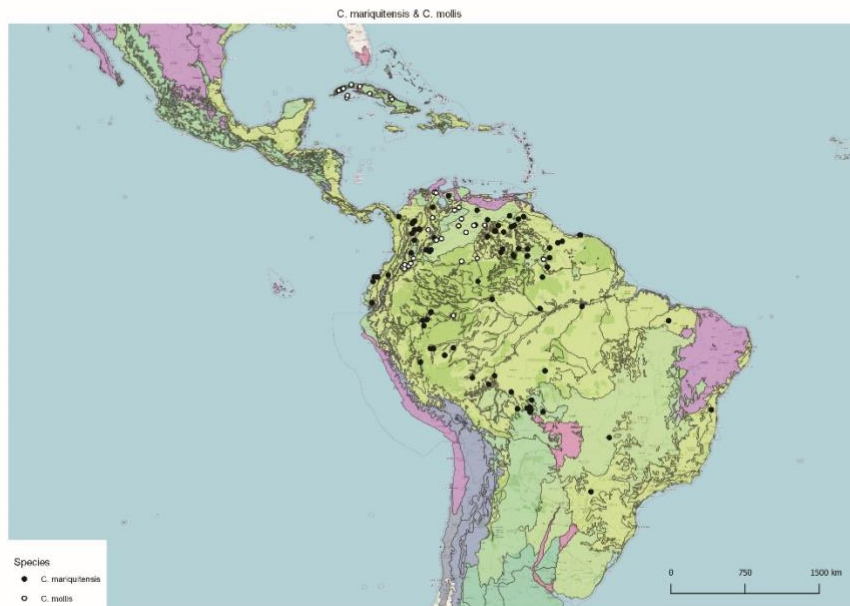 C. mariquitensis & C. mollis
Species
C. mariquitensis
C. mollis
0 750 1500 km